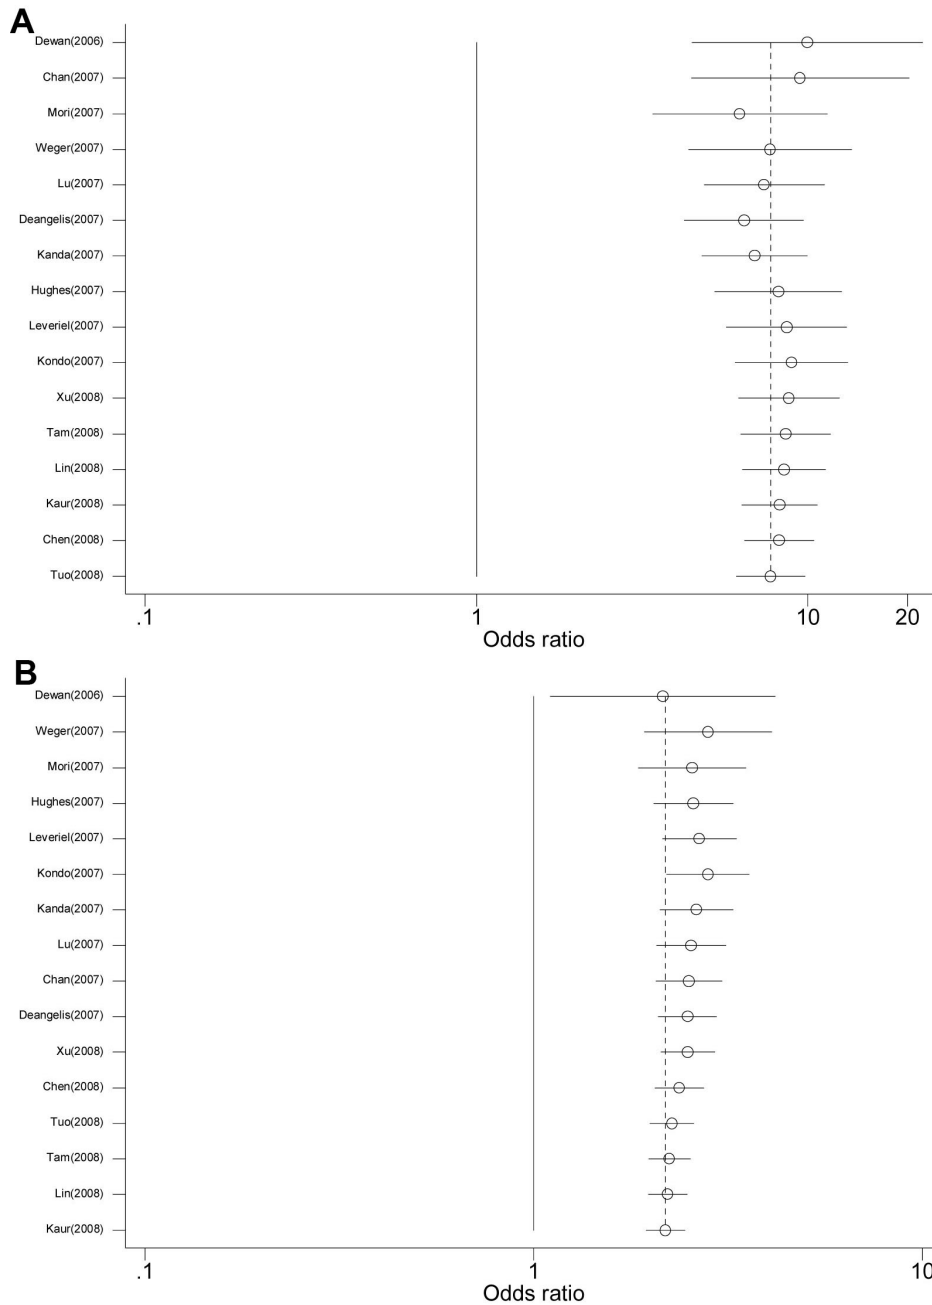 A
Dewan(2006)
Chan(2007)
Mori(2007)
Weger(2007)
Lu(2007)
Deangelis(2007)
Kanda(2007)
Hughes(2007)
Leveriel(2007)
Kondo(2007)
Xu(2008)
Tam(2008)
Lin(2008)
Kaur(2008)
Chen(2008)
Tuo(2008)
.1 1 10 20
Odds ratio
B
Dewan(2006)
Weger(2007)
Mori(2007)
Hughes(2007)
Leveriel(2007)
Kondo(2007)
Kanda(2007)
Lu(2007)
Chan(2007)
Deangelis(2007)
Xu(2008)
Chen(2008)
Tuo(2008)
Tam(2008)
Lin(2008)
Kaur(2008)
.1 1 10
Odds ratio